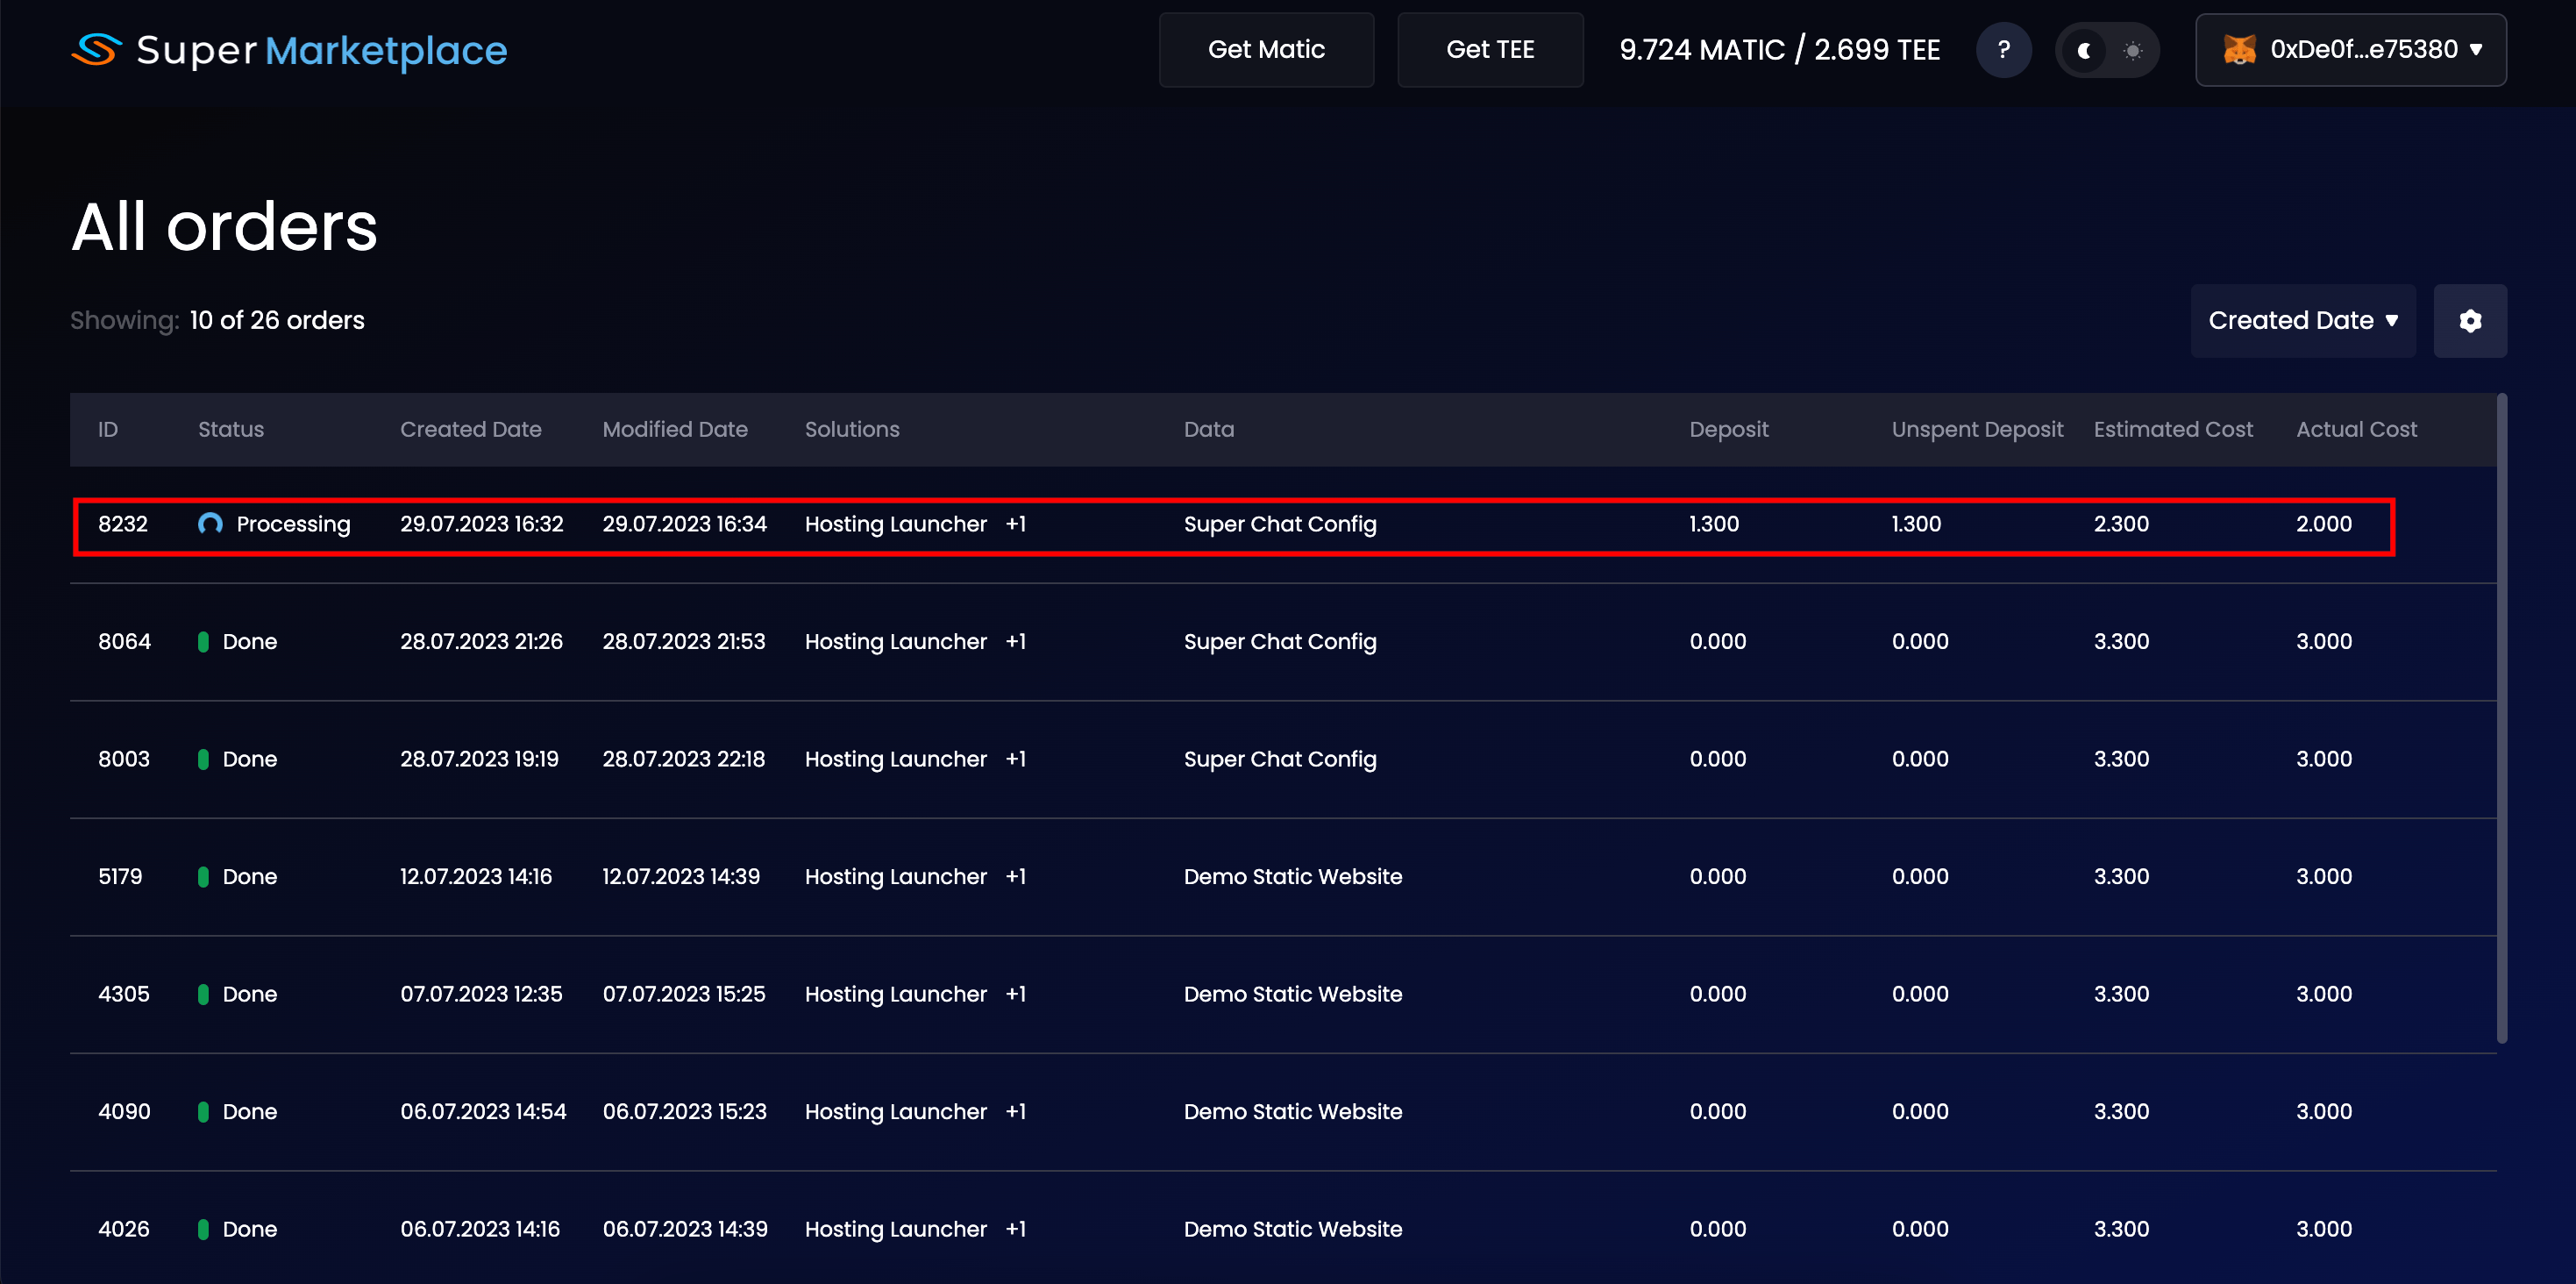 Super Marketplace
Get Matic Get TEE 9.724 MATIC / 2.699 TEE ? 0xDe0f...e75380
All orders
Showing: 10 of 26 orders Created Date
ID Status Created Date Modified Date Solutions Data Deposit Unspent Deposit Estimated Cost Actual Cost
8232 Processing 29.07.2023 16:32 29.07.2023 16:34 Hosting Launcher +1 Super Chat Config 1.300 1.300 2.300 2.000
8064 Done 28.07.2023 21:26 28.07.2023 21:53 Hosting Launcher +1 Super Chat Config 0.000 0.000 3.300 3.000
8003 Done 28.07.2023 19:19 28.07.2023 22:18 Hosting Launcher +1 Super Chat Config 0.000 0.000 3.300 3.000
5179 Done 12.07.2023 14:16 12.07.2023 14:39 Hosting Launcher +1 Demo Static Website 0.000 0.000 3.300 3.000
4305 Done 07.07.2023 12:35 07.07.2023 15:25 Hosting Launcher +1 Demo Static Website 0.000 0.000 3.300 3.000
4090 Done 06.07.2023 14:54 06.07.2023 15:23 Hosting Launcher +1 Demo Static Website 0.000 0.000 3.300 3.000
4026 Done 06.07.2023 14:16 06.07.2023 14:39 Hosting Launcher +1 Demo Static Website 0.000 0.000 3.300 3.000